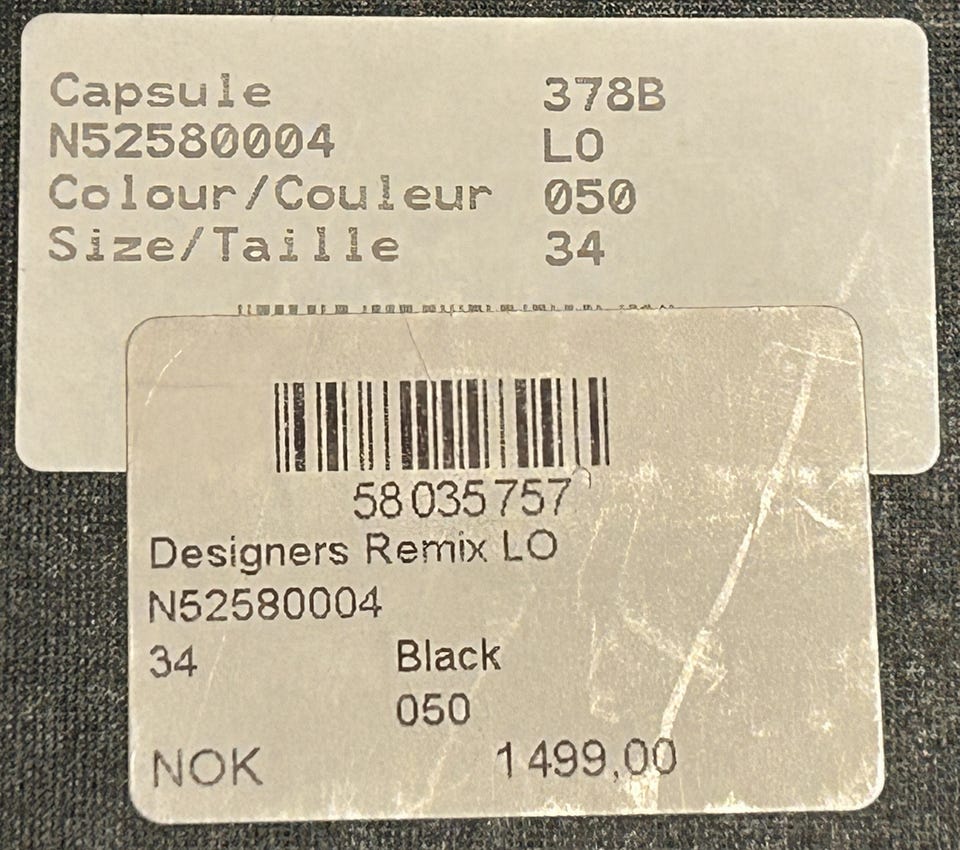 Capsule 378B
N52580004 LO
Colour/Couleur 050
Size/Taille 34
58035757
Designers Remix LO
N52580004
34 Black
050
NOK 1499,00